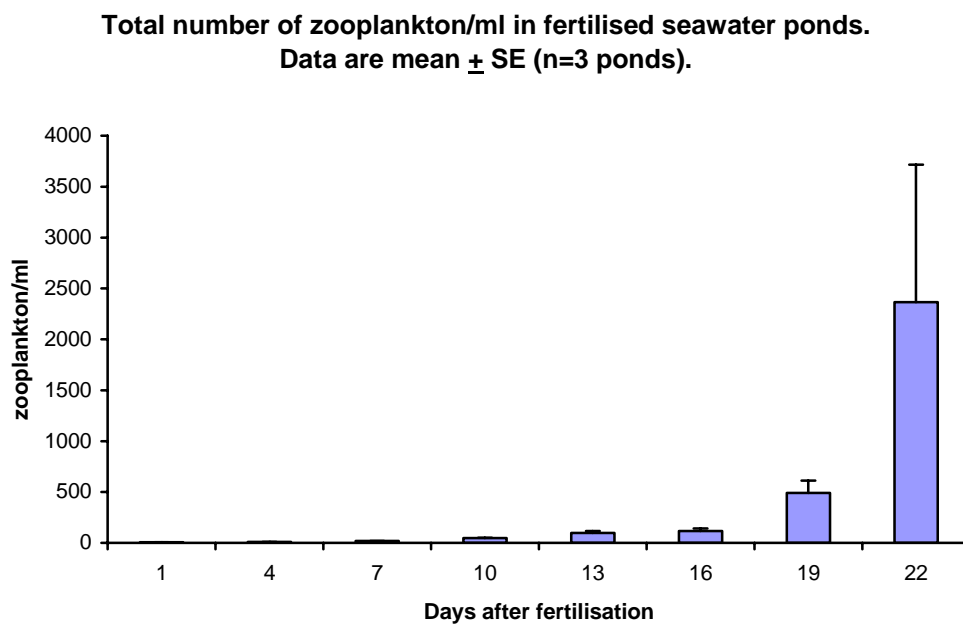 Total number of zooplankton/ml in fertilised seawater ponds.
Data are mean ± SE (n=3 ponds).
4000
3500
3000
2500
2000
1500
1000
500
0
zooplankton/ml
1 4 7 10 13 16 19 22
Days after fertilisation